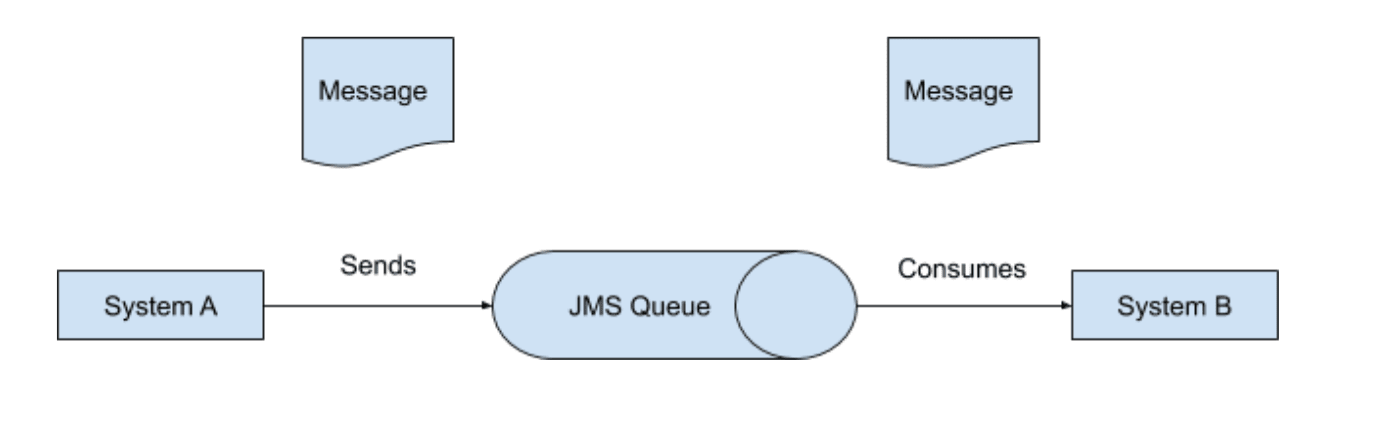 Message
Message
Sends
Consumes
System A
JMS Queue
System B